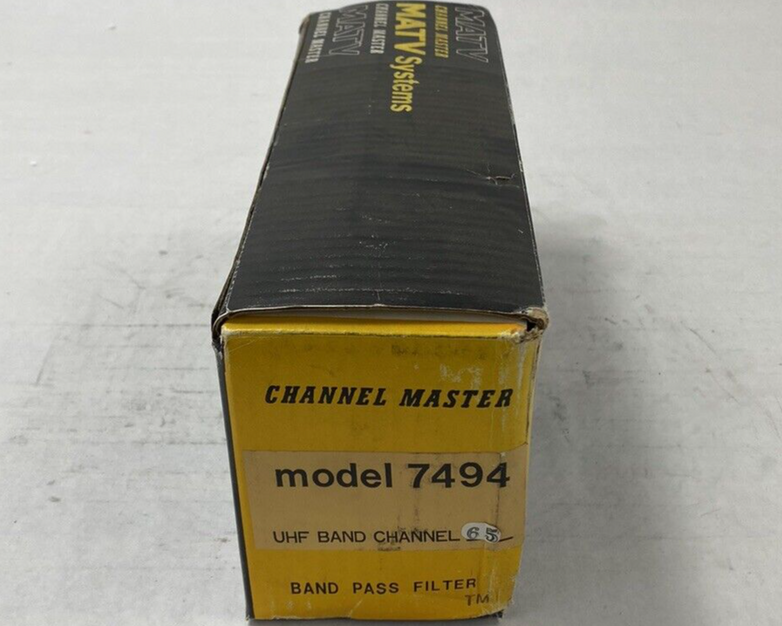 MATV
CHANNEL MASTER
MATV Systems
CHANNEL MASTER
MATV
CHANNEL MASTER
CHANNEL MASTER
model 7494
UHF BAND CHANNEL 65
BAND PASS FILTER
TM